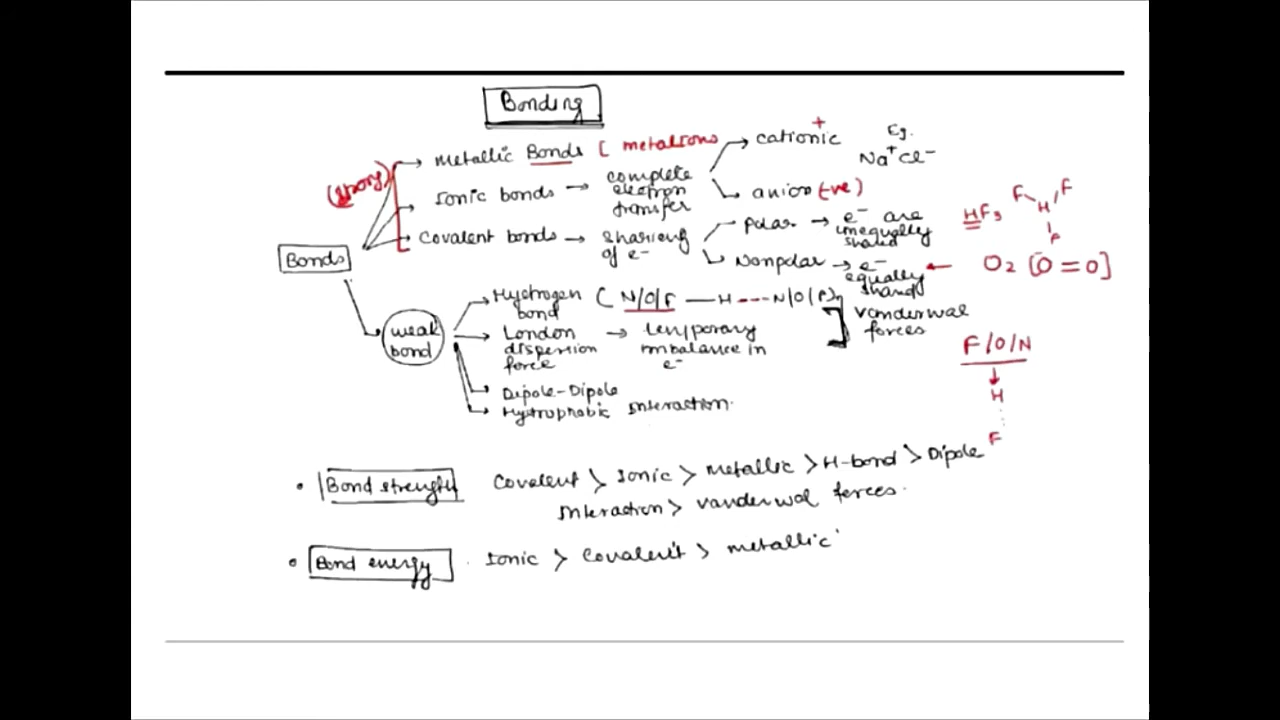 Bonding
Metallic Bonds [ metalions
cationic +
Eg.
Na+ Cl-
(strong)
Ionic bonds → complete electron transfer
anion (-ve)
Covalent bonds → sharing of e-
polar → e- are unequally shared
Nonpolar → e- equally shared
HF3
F H F
F
O2 [O = O]
Bonds
weak bond
Hydrogen bond ( N/O/F — H --- N/O/F)
London dispersion force → temporary imbalance in e-
vanderwal forces
Dipole-Dipole
Hydrophobic interaction.
F/O/N
H
F
• Bond strength Covalent > Ionic > Metallic > H-bond > Dipole
Interaction > vanderwal forces.
• Bond energy . Ionic > Covalent > metallic